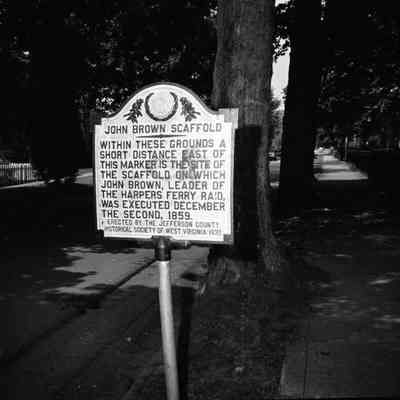 JOHN BROWN SCAFFOLD
WITHIN THESE GROUNDS A
SHORT DISTANCE EAST OF
THIS MARKER IS THE SITE OF
THE SCAFFOLD ON WHICH
JOHN BROWN, LEADER OF
THE HARPERS FERRY RAID,
WAS EXECUTED DECEMBER
THE SECOND, 1859.
ERECTED BY THE JEFFERSON COUNTY
HISTORICAL SOCIETY OF WEST VIRGINIA